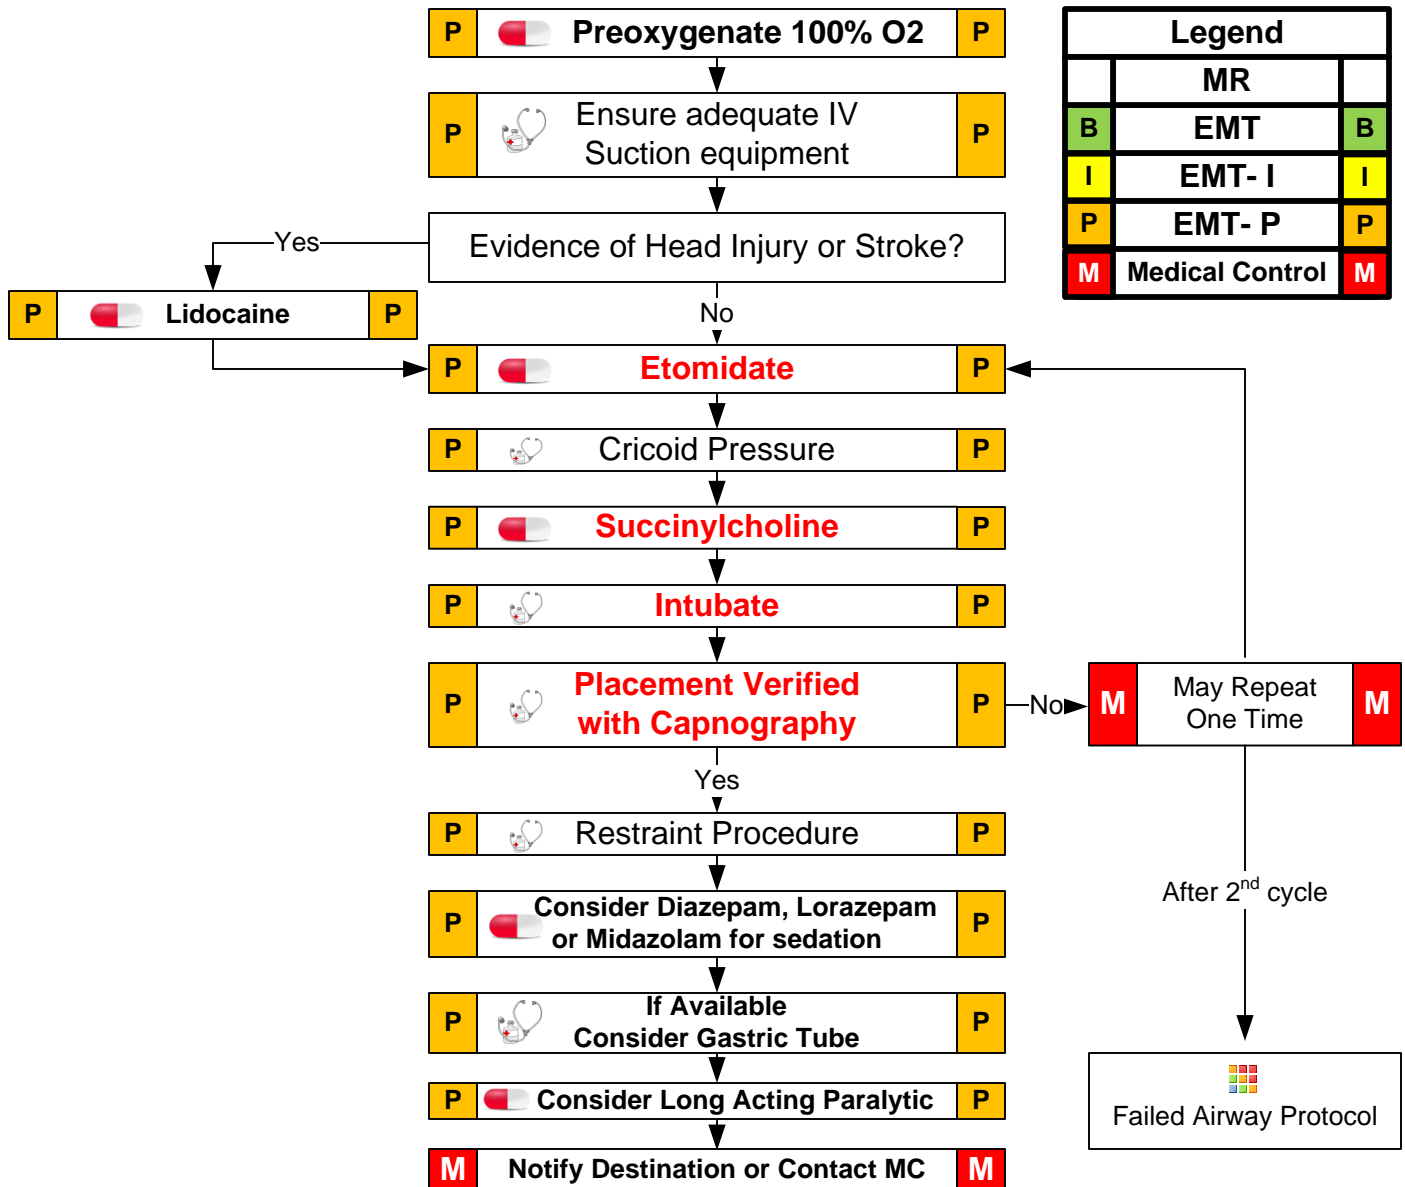 P Preoxygenate 100% O2 P
P Ensure adequate IV P
Suction equipment
Evidence of Head Injury or Stroke?
Yes
P Lidocaine P
No
P Etomidate P
P Cricoid Pressure P
P Succinylcholine P
P Intubate P
P Placement Verified P
with Capnography
No
M May Repeat M
One Time
Yes
P Restraint Procedure P
P Consider Diazepam, Lorazepam P
or Midazolam for sedation
After 2nd cycle
P If Available P
Consider Gastric Tube
P Consider Long Acting Paralytic P
Failed Airway Protocol
M Notify Destination or Contact MC M
Legend
MR
B EMT B
I EMT- I I
P EMT- P P
M Medical Control M